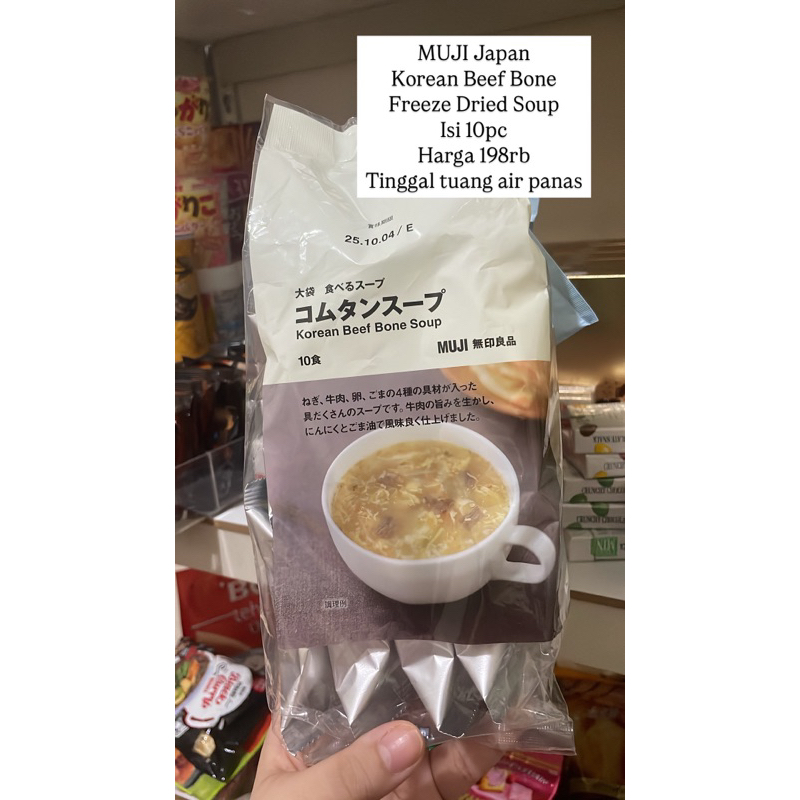 MUJI Japan
Korean Beef Bone
Freeze Dried Soup
Isi 10pc
Harga 198rb
Tinggal tuang air panas
賞味期限
25.10.04/E
大袋 食べるスープ
コムタンスープ
Korean Beef Bone Soup
10食
MUJI 無印良品
ねぎ、牛肉、卵、ごまの4種の具材が入った
具だくさんのスープです。牛肉の旨みを生かし、
にんにくとごま油で風味良く仕上げました。
調理例